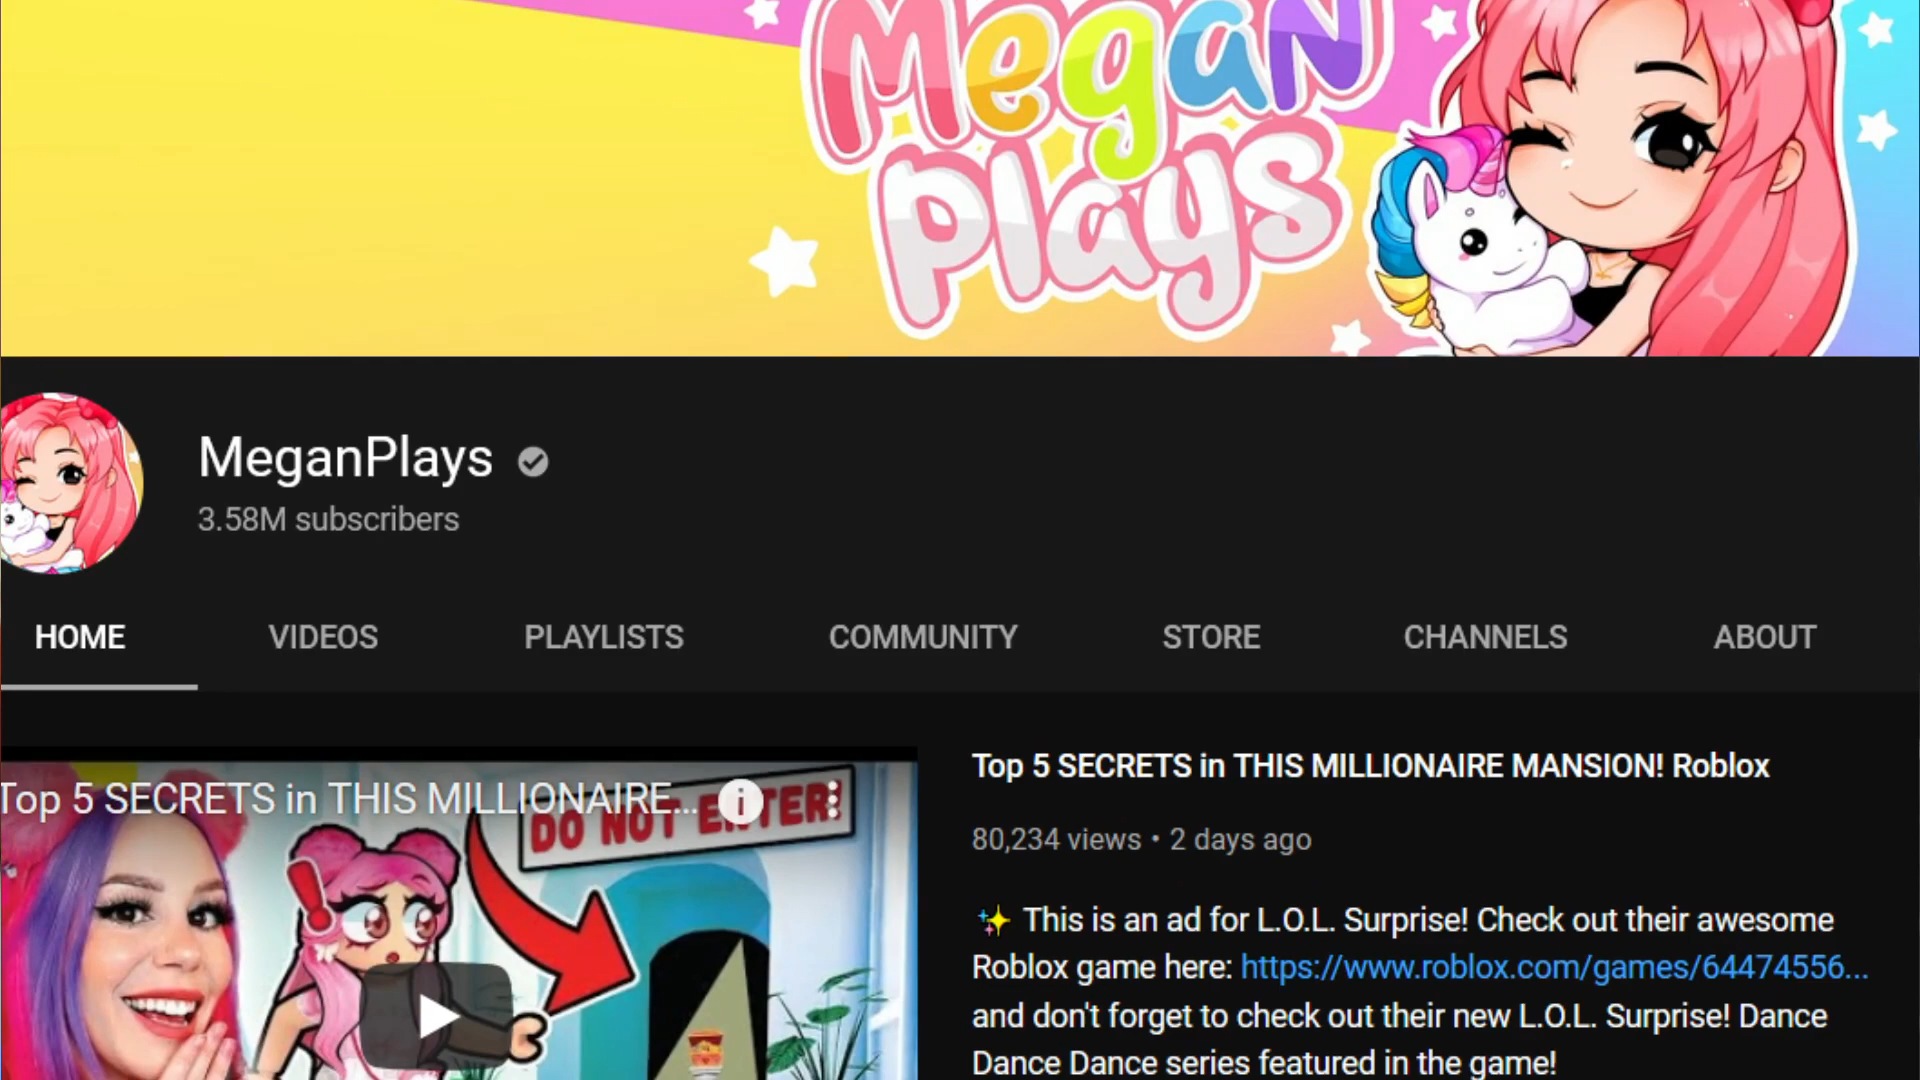 Megan
Plays
MeganPlays
3.58M subscribers
HOME
VIDEOS
PLAYLISTS
COMMUNITY
STORE
CHANNELS
ABOUT
Top 5 SECRETS in THIS MILLIONAIRE...
DO NOT ENTER!
Top 5 SECRETS in THIS MILLIONAIRE MANSION! Roblox
80,234 views • 2 days ago
✨ This is an ad for L.O.L. Surprise! Check out their awesome
Roblox game here: https://www.roblox.com/games/64474556...
and don't forget to check out their new L.O.L. Surprise! Dance
Dance Dance series featured in the game!